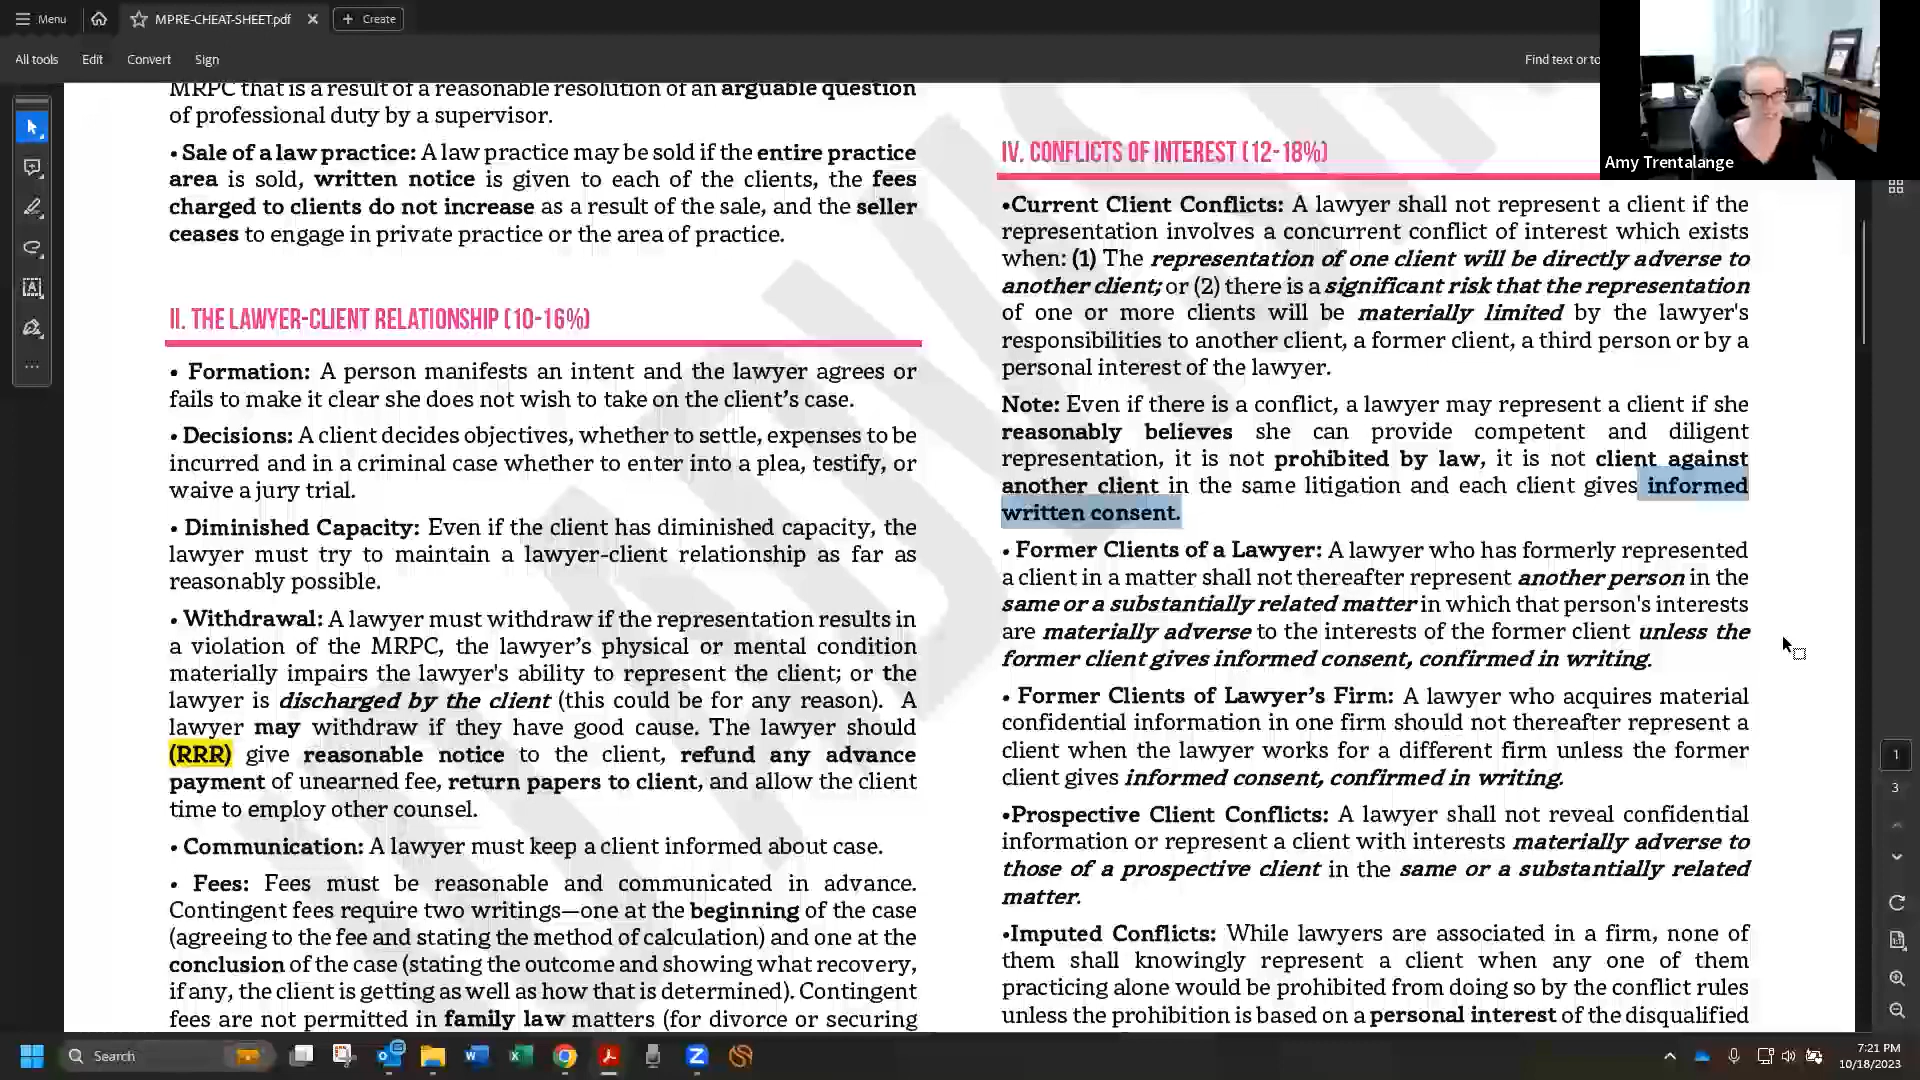 Menu
MPRE-CHEAT-SHEET.pdf
Create
All tools
Edit
Convert
Sign
Find text or to
Amy Trentalange
MRPC that is a result of a reasonable resolution of an arguable question
of professional duty by a supervisor.
• Sale of a law practice: A law practice may be sold if the entire practice
area is sold, written notice is given to each of the clients, the fees
charged to clients do not increase as a result of the sale, and the seller
ceases to engage in private practice or the area of practice.
II. THE LAWYER-CLIENT RELATIONSHIP (10-16%)
• Formation: A person manifests an intent and the lawyer agrees or
fails to make it clear she does not wish to take on the client’s case.
• Decisions: A client decides objectives, whether to settle, expenses to be
incurred and in a criminal case whether to enter into a plea, testify, or
waive a jury trial.
• Diminished Capacity: Even if the client has diminished capacity, the
lawyer must try to maintain a lawyer-client relationship as far as
reasonably possible.
• Withdrawal: A lawyer must withdraw if the representation results in
a violation of the MRPC, the lawyer’s physical or mental condition
materially impairs the lawyer's ability to represent the client; or the
lawyer is discharged by the client (this could be for any reason). A
lawyer may withdraw if they have good cause. The lawyer should
(RRR) give reasonable notice to the client, refund any advance
payment of unearned fee, return papers to client, and allow the client
time to employ other counsel.
• Communication: A lawyer must keep a client informed about case.
• Fees: Fees must be reasonable and communicated in advance.
Contingent fees require two writings—one at the beginning of the case
(agreeing to the fee and stating the method of calculation) and one at the
conclusion of the case (stating the outcome and showing what recovery,
if any, the client is getting as well as how that is determined). Contingent
fees are not permitted in family law matters (for divorce or securing
IV. CONFLICTS OF INTEREST (12-18%)
•Current Client Conflicts: A lawyer shall not represent a client if the
representation involves a concurrent conflict of interest which exists
when: (1) The representation of one client will be directly adverse to
another client; or (2) there is a significant risk that the representation
of one or more clients will be materially limited by the lawyer's
responsibilities to another client, a former client, a third person or by a
personal interest of the lawyer.
Note: Even if there is a conflict, a lawyer may represent a client if she
reasonably believes she can provide competent and diligent
representation, it is not prohibited by law, it is not client against
another client in the same litigation and each client gives informed
written consent.
• Former Clients of a Lawyer: A lawyer who has formerly represented
a client in a matter shall not thereafter represent another person in the
same or a substantially related matter in which that person's interests
are materially adverse to the interests of the former client unless the
former client gives informed consent, confirmed in writing.
• Former Clients of Lawyer’s Firm: A lawyer who acquires material
confidential information in one firm should not thereafter represent a
client when the lawyer works for a different firm unless the former
client gives informed consent, confirmed in writing.
•Prospective Client Conflicts: A lawyer shall not reveal confidential
information or represent a client with interests materially adverse to
those of a prospective client in the same or a substantially related
matter.
•Imputed Conflicts: While lawyers are associated in a firm, none of
them shall knowingly represent a client when any one of them
practicing alone would be prohibited from doing so by the conflict rules
unless the prohibition is based on a personal interest of the disqualified
1
3
Search
7:21 PM
10/18/2023